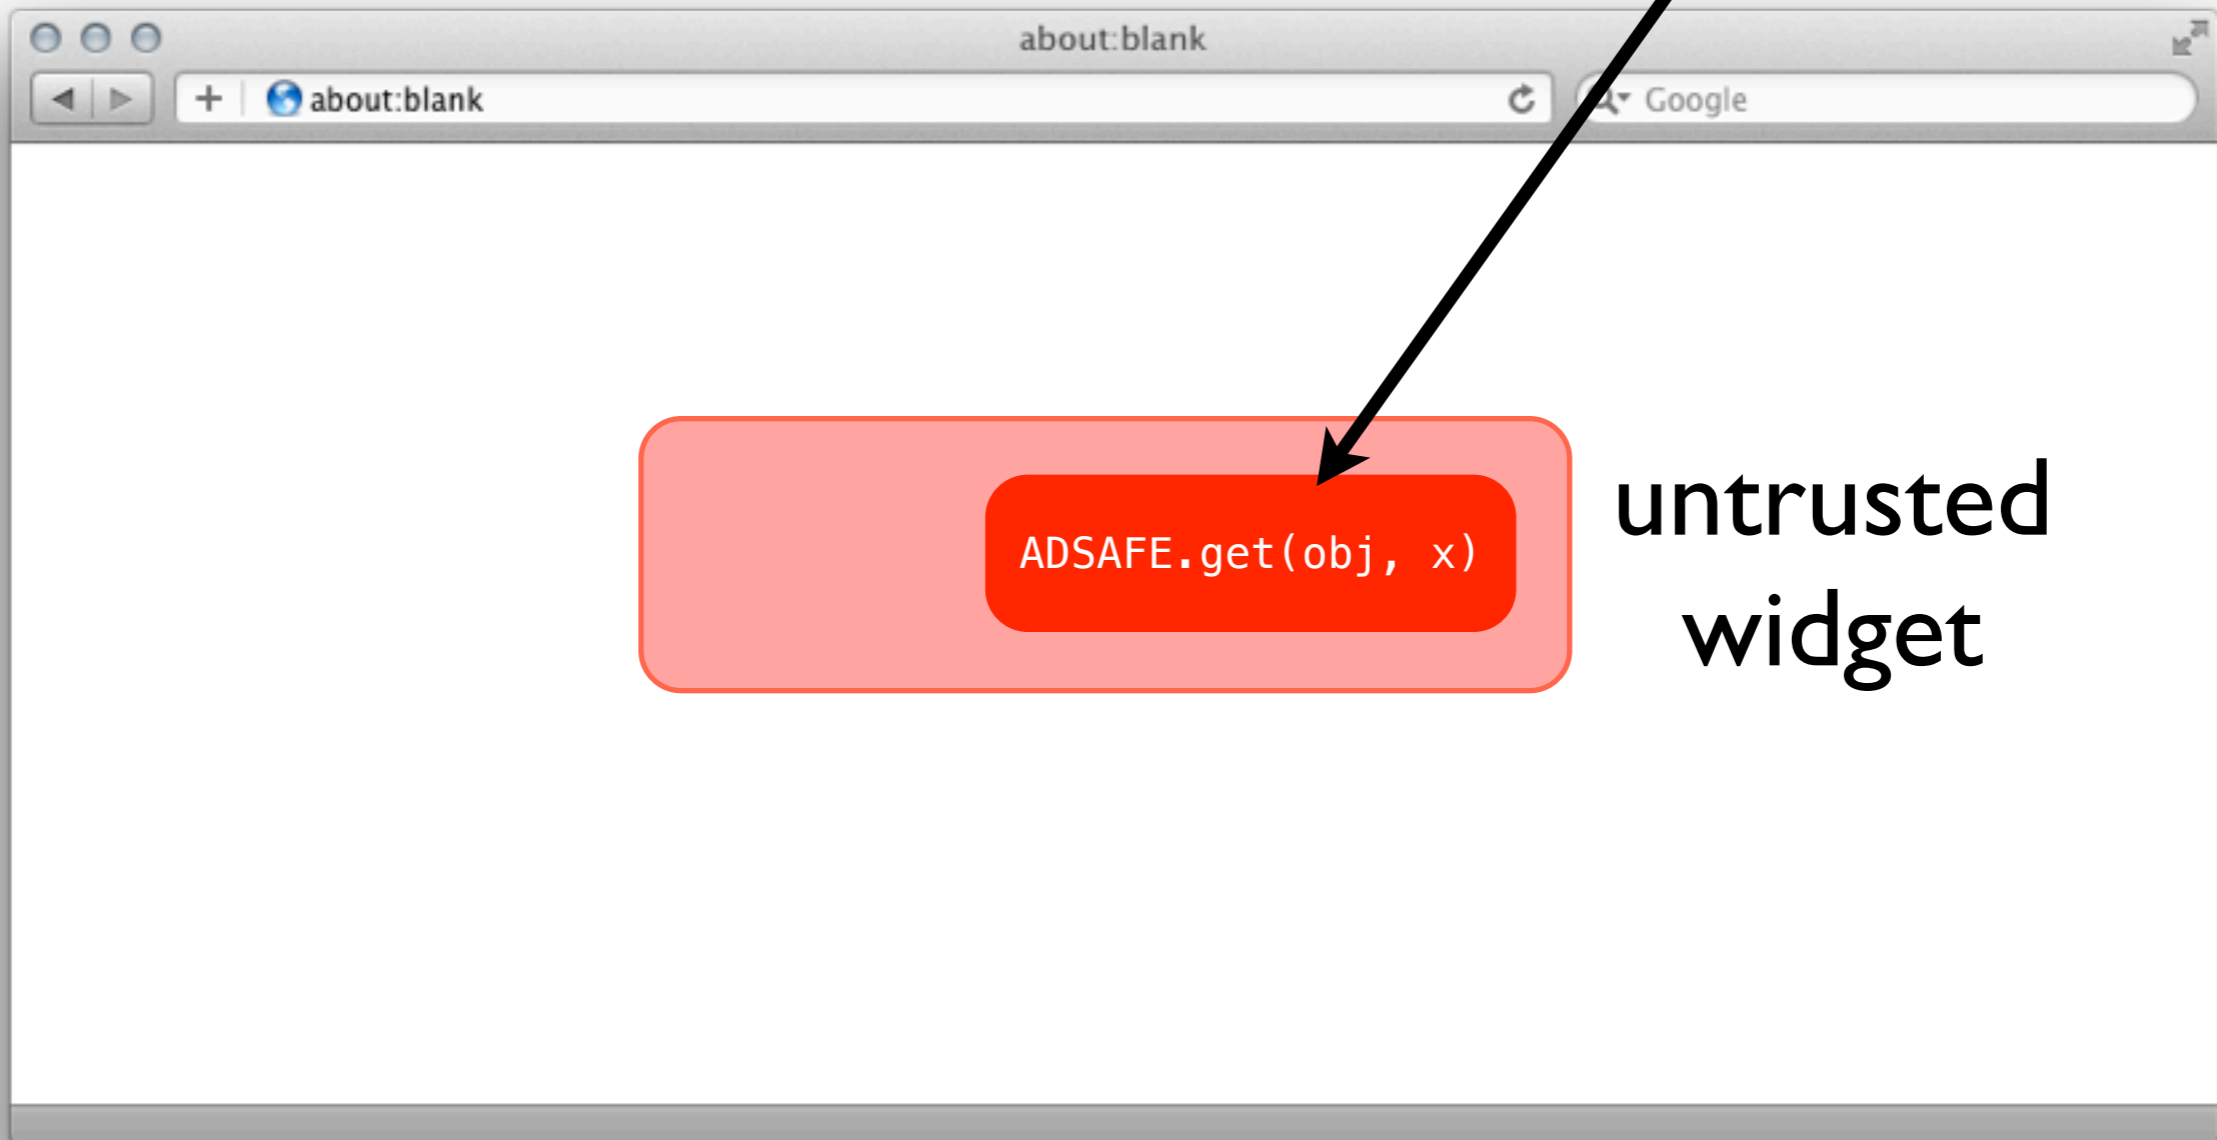 about:blank
about:blank
Google
ADSAFE.get(obj, x)
untrusted
widget